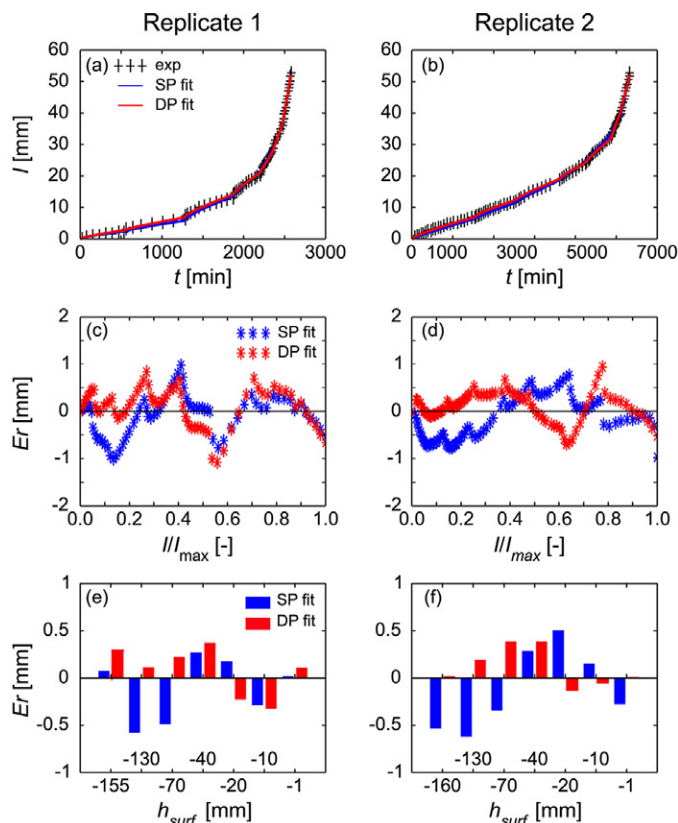 Replicate 1 Replicate 2
(a) exp
SP fit
DP fit
60
50
40
30
20
10
0
I [mm]
0 1000 2000 3000
t [min]
(b)
60
50
40
30
20
10
0
0 1000 3000 5000 7000
t [min]
(c) SP fit
DP fit
2
1
0
-1
-2
Er [mm]
0.0 0.2 0.4 0.6 0.8 1.0
I/Imax [-]
(d)
2
1
0
-1
-2
0.0 0.2 0.4 0.6 0.8 1.0
I/Imax [-]
(e) SP fit
DP fit
1
0.5
0
-0.5
-1
Er [mm]
-130 -40 -10
-155 -70 -20 -1
hsurf [mm]
(f)
1
0.5
0
-0.5
-1
-130 -40 -10
-160 -70 -20 -1
hsurf [mm]